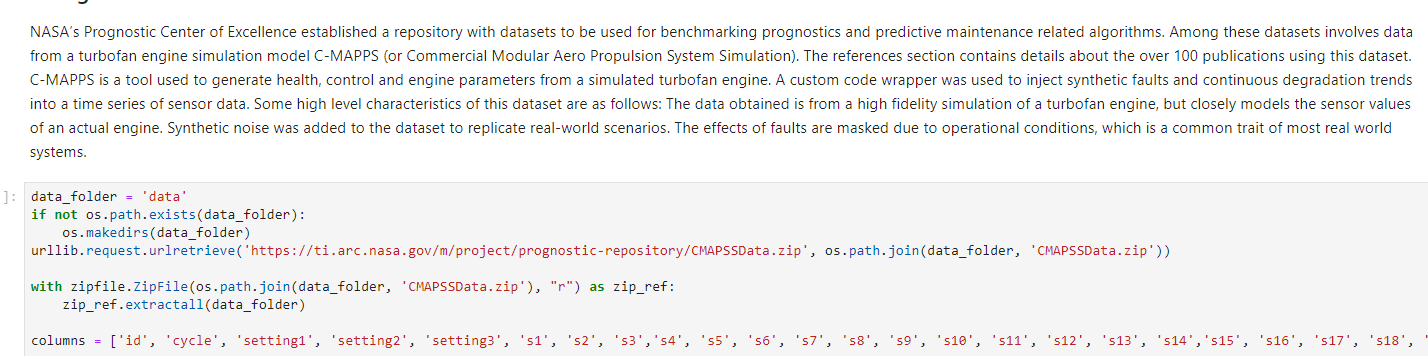 NASA's Prognostic Center of Excellence established a repository with datasets to be used for benchmarking prognostics and predictive maintenance related algorithms. Among these datasets involves data
from a turbofan engine simulation model C-MAPPS (or Commercial Modular Aero Propulsion System Simulation). The references section contains details about the over 100 publications using this dataset.
C-MAPPS is a tool used to generate health, control and engine parameters from a simulated turbofan engine. A custom code wrapper was used to inject synthetic faults and continuous degradation trends
into a time series of sensor data. Some high level characteristics of this dataset are as follows: The data obtained is from a high fidelity simulation of a turbofan engine, but closely models the sensor values
of an actual engine. Synthetic noise was added to the dataset to replicate real-world scenarios. The effects of faults are masked due to operational conditions, which is a common trait of most real world
systems.
]: data_folder = 'data'
if not os.path.exists(data_folder):
    os.makedirs(data_folder)
urllib.request.urlretrieve('https://ti.arc.nasa.gov/m/project/prognostic-repository/CMAPSSData.zip', os.path.join(data_folder, 'CMAPSSData.zip'))
with zipfile.ZipFile(os.path.join(data_folder, 'CMAPSSData.zip'), "r") as zip_ref:
    zip_ref.extractall(data_folder)
columns = ['id', 'cycle', 'setting1', 'setting2', 'setting3', 's1', 's2', 's3','s4', 's5', 's6', 's7', 's8', 's9', 's10', 's11', 's12', 's13', 's14','s15', 's16', 's17', 's18',